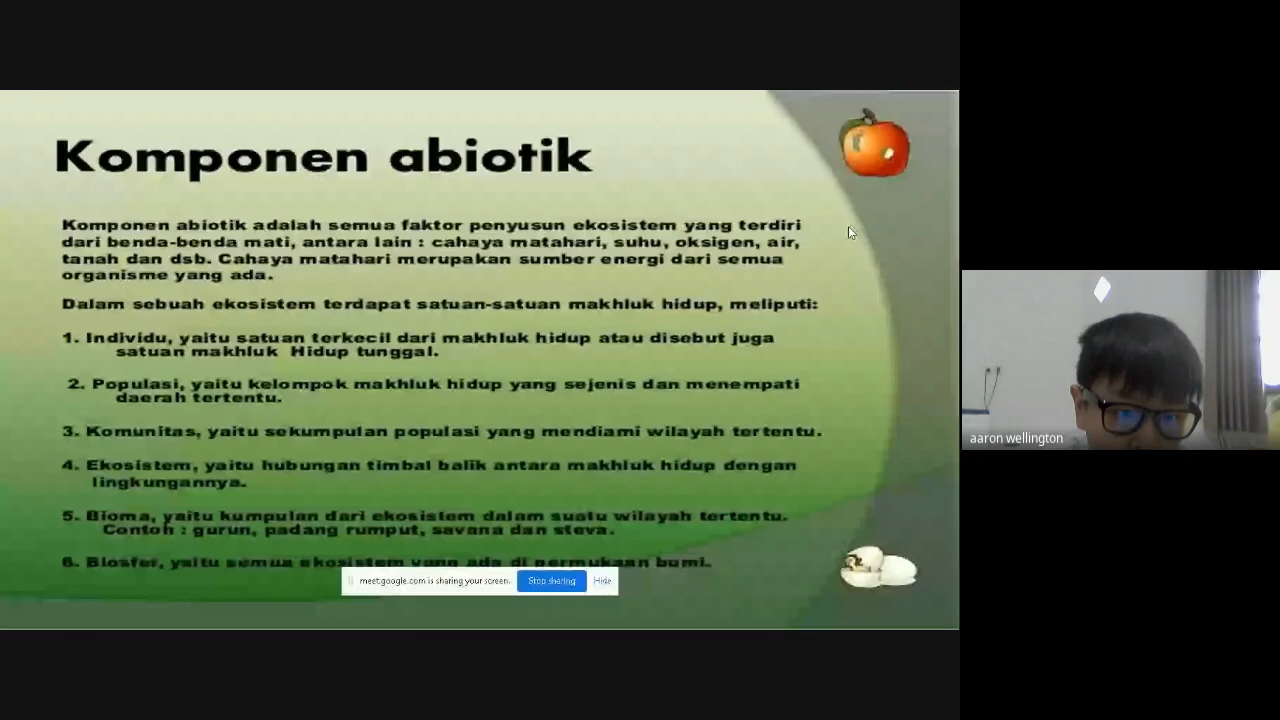 Komponen abiotik
Komponen abiotik adalah semua faktor penyusun ekosistem yang terdiri
dari benda-benda mati, antara lain : cahaya matahari, suhu, oksigen, air,
tanah dan dsb. Cahaya matahari merupakan sumber energi dari semua
organisme yang ada.
Dalam sebuah ekosistem terdapat satuan-satuan makhluk hidup, meliputi:
1. Individu, yaitu satuan terkecil dari makhluk hidup atau disebut juga
satuan makhluk Hidup tunggal.
2. Populasi, yaitu kelompok makhluk hidup yang sejenis dan menempati
daerah tertentu.
3. Komunitas, yaitu sekumpulan populasi yang mendiami wilayah tertentu.
4. Ekosistem, yaitu hubungan timbal balik antara makhluk hidup dengan
lingkungannya.
5. Bioma, yaitu kumpulan dari ekosistem dalam suatu wilayah tertentu.
Contoh : gurun, padang rumput, savana dan steva.
6. Biosfer, yaitu semua ekosistem yang ada di permukaan bumi.
meet.google.com is sharing your screen.
Stop sharing
Hide
aaron wellington